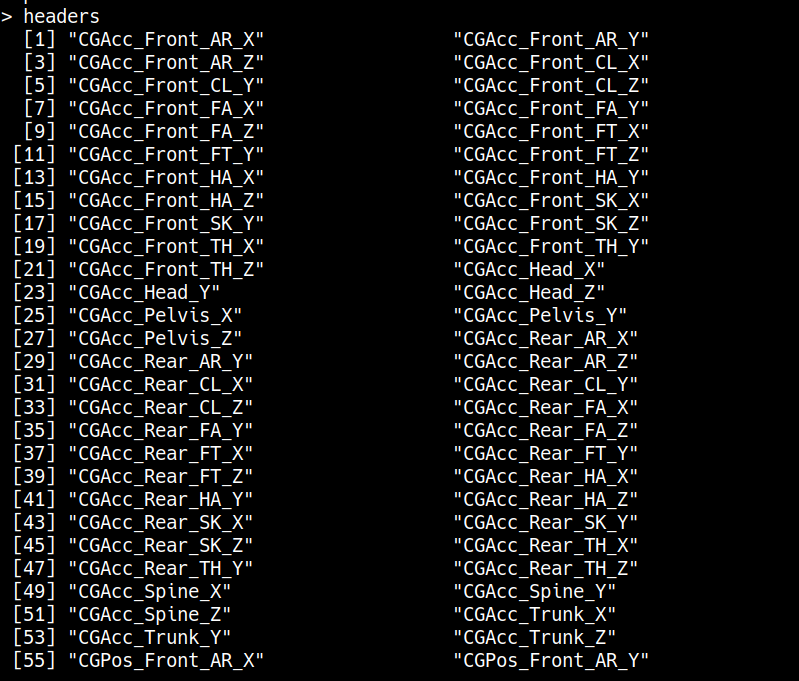 > headers
[1] "CGAcc_Front_AR_X" "CGAcc_Front_AR_Y"
[3] "CGAcc_Front_AR_Z" "CGAcc_Front_CL_X"
[5] "CGAcc_Front_CL_Y" "CGAcc_Front_CL_Z"
[7] "CGAcc_Front_FA_X" "CGAcc_Front_FA_Y"
[9] "CGAcc_Front_FA_Z" "CGAcc_Front_FT_X"
[11] "CGAcc_Front_FT_Y" "CGAcc_Front_FT_Z"
[13] "CGAcc_Front_HA_X" "CGAcc_Front_HA_Y"
[15] "CGAcc_Front_HA_Z" "CGAcc_Front_SK_X"
[17] "CGAcc_Front_SK_Y" "CGAcc_Front_SK_Z"
[19] "CGAcc_Front_TH_X" "CGAcc_Front_TH_Y"
[21] "CGAcc_Front_TH_Z" "CGAcc_Head_X"
[23] "CGAcc_Head_Y" "CGAcc_Head_Z"
[25] "CGAcc_Pelvis_X" "CGAcc_Pelvis_Y"
[27] "CGAcc_Pelvis_Z" "CGAcc_Rear_AR_X"
[29] "CGAcc_Rear_AR_Y" "CGAcc_Rear_AR_Z"
[31] "CGAcc_Rear_CL_X" "CGAcc_Rear_CL_Y"
[33] "CGAcc_Rear_CL_Z" "CGAcc_Rear_FA_X"
[35] "CGAcc_Rear_FA_Y" "CGAcc_Rear_FA_Z"
[37] "CGAcc_Rear_FT_X" "CGAcc_Rear_FT_Y"
[39] "CGAcc_Rear_FT_Z" "CGAcc_Rear_HA_X"
[41] "CGAcc_Rear_HA_Y" "CGAcc_Rear_HA_Z"
[43] "CGAcc_Rear_SK_X" "CGAcc_Rear_SK_Y"
[45] "CGAcc_Rear_SK_Z" "CGAcc_Rear_TH_X"
[47] "CGAcc_Rear_TH_Y" "CGAcc_Rear_TH_Z"
[49] "CGAcc_Spine_X" "CGAcc_Spine_Y"
[51] "CGAcc_Spine_Z" "CGAcc_Trunk_X"
[53] "CGAcc_Trunk_Y" "CGAcc_Trunk_Z"
[55] "CGPos_Front_AR_X" "CGPos_Front_AR_Y"